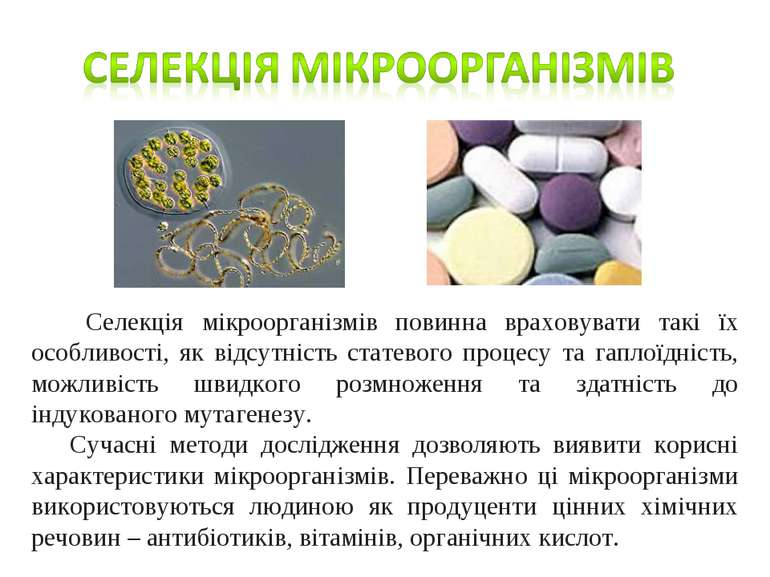 СЕЛЕКЦІЯ МІКРООРГАНІЗМІВ
Селекція мікроорганізмів повинна враховувати такі їх
особливості, як відсутність статевого процесу та гаплоїдність,
можливість швидкого розмноження та здатність до
індукованого мутагенезу.
Сучасні методи дослідження дозволяють виявити корисні
характеристики мікроорганізмів. Переважно ці мікроорганізми
використовуються людиною як продуценти цінних хімічних
речовин – антибіотиків, вітамінів, органічних кислот.